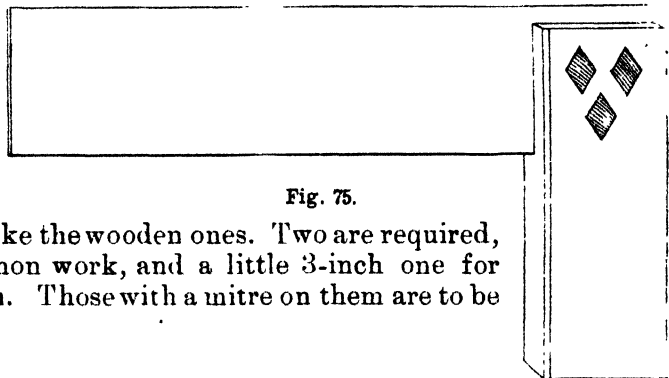 Fig. 75.
ke the wooden ones. Two are required,
non work, and a little 3-inch one for
. Those with a mitre on them are to be